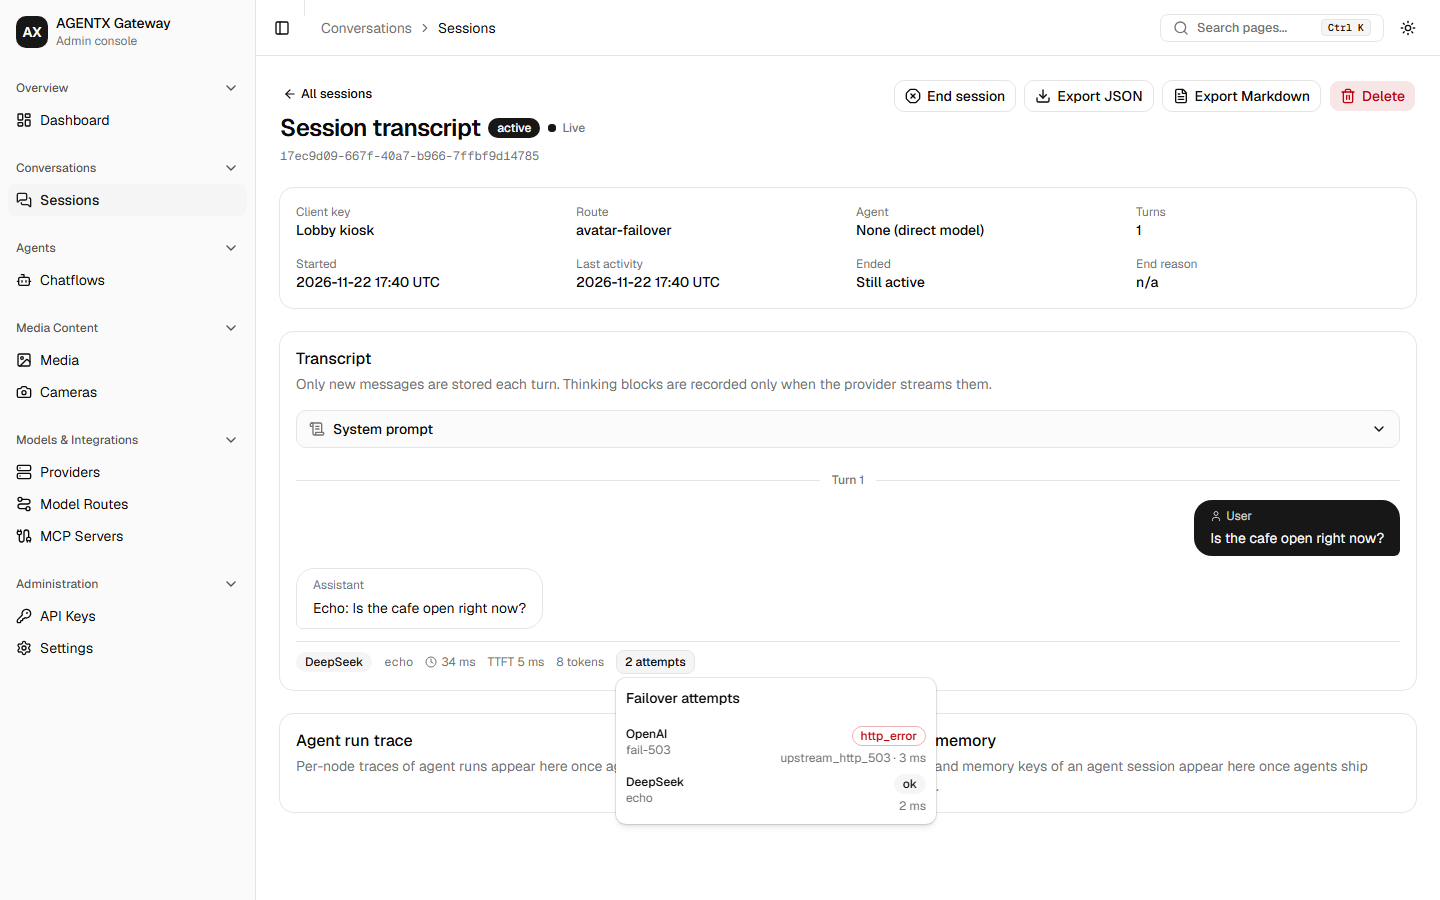 AX
AGENTX Gateway
Admin console
Overview
Dashboard
Conversations
Sessions
Agents
Chatflows
Media Content
Media
Cameras
Models & Integrations
Providers
Model Routes
MCP Servers
Administration
API Keys
Settings
Conversations > Sessions
Search pages... Ctrl K
All sessions
End session
Export JSON
Export Markdown
Delete
Session transcript active Live
17ec9d09-667f-40a7-b966-7ffbf9d14785
Client key Route Agent Turns
Lobby kiosk avatar-failover None (direct model) 1
Started Last activity Ended End reason
2026-11-22 17:40 UTC 2026-11-22 17:40 UTC Still active n/a
Transcript
Only new messages are stored each turn. Thinking blocks are recorded only when the provider streams them.
System prompt
Turn 1
User
Is the cafe open right now?
Assistant
Echo: Is the cafe open right now?
DeepSeek echo 34 ms TTFT 5 ms 8 tokens 2 attempts
Failover attempts
OpenAI http_error
fail-503 upstream_http_503 · 3 ms
DeepSeek ok
echo 2 ms
Agent run trace
Per-node traces of agent runs appear here once
memory
and memory keys of an agent session appear here once agents ship